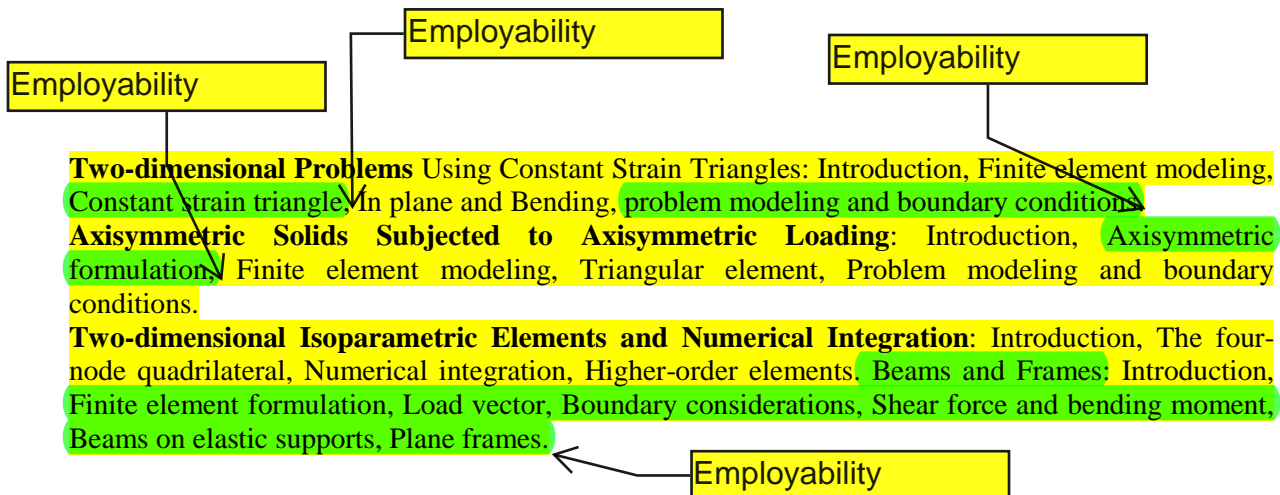 Employability
Employability
Employability
Two-dimensional Problems Using Constant Strain Triangles: Introduction, Finite element modeling,
Constant strain triangle, In plane and Bending, problem modeling and boundary conditions.
Axisymmetric Solids Subjected to Axisymmetric Loading: Introduction, Axisymmetric
formulation, Finite element modeling, Triangular element, Problem modeling and boundary
conditions.
Two-dimensional Isoparametric Elements and Numerical Integration: Introduction, The four-
node quadrilateral, Numerical integration, Higher-order elements. Beams and Frames: Introduction,
Finite element formulation, Load vector, Boundary considerations, Shear force and bending moment,
Beams on elastic supports, Plane frames.
Employability